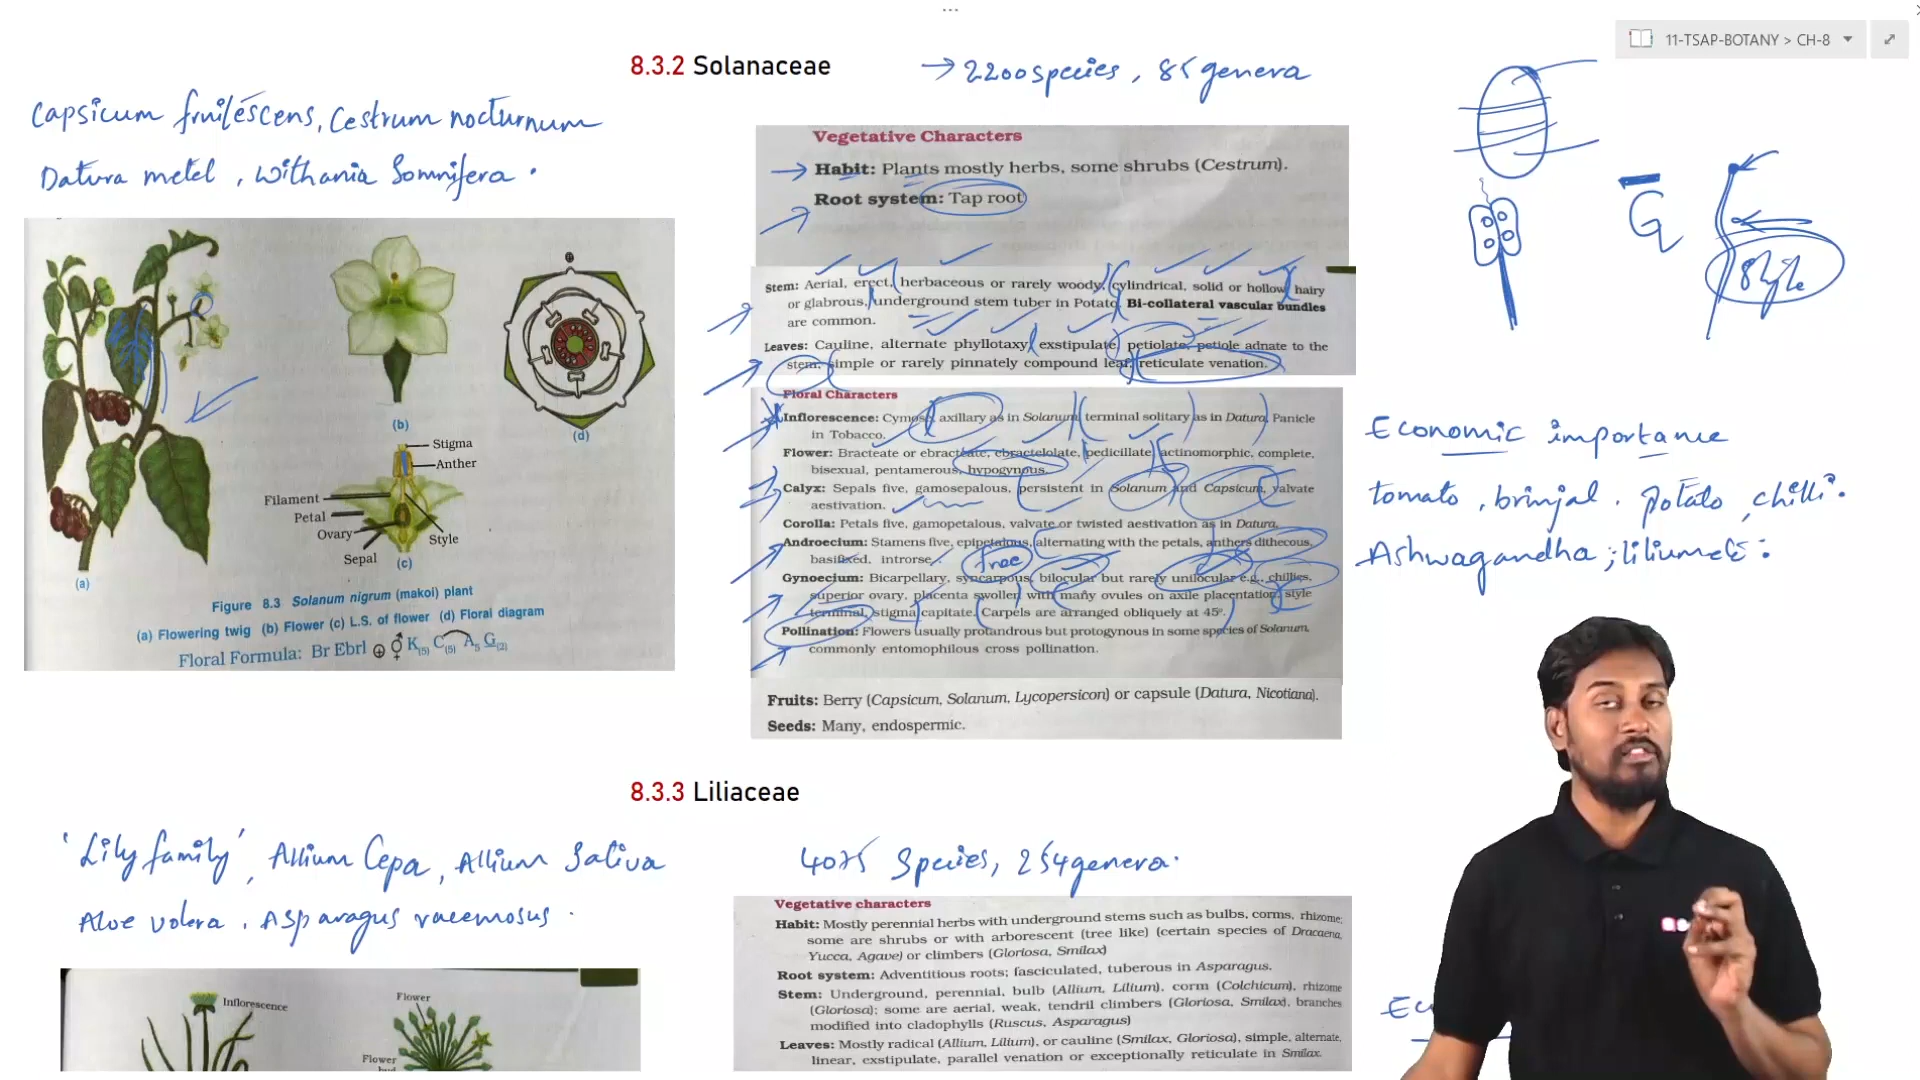 11-TSAP-BOTANY > CH-8
8.3.2 Solanaceae
→ 2200 species, 85 genera
Capsicum frutescens, Cestrum nocturnum
Datura metel, Withania Somnifera.
Vegetative Characters
Habit: Plants mostly herbs, some shrubs (Cestrum).
Root system: Tap root
Stem: Aerial, erect, herbaceous or rarely woody, cylindrical, solid or hollow, hairy
or glabrous, underground stem tuber in Potato. Bi-collateral vascular bundles
are common.
Leaves: Cauline, alternate phyllotaxy, exstipulate, petiolate, petiole adnate to the
stem; simple or rarely pinnately compound leaf, reticulate venation.
Floral Characters
Inflorescence: Cymose, axillary as in Solanum, terminal solitary as in Datura, Panicle
in Tobacco.
Flower: Bracteate or ebracteate, ebractelolate, pedicillate, actinomorphic, complete,
bisexual, pentamerous, hypogynous.
Calyx: Sepals five, gamosepalous, persistent in Solanum and Capsicum, valvate
aestivation.
Corolla: Petals five, gamopetalous, valvate or twisted aestivation as in Datura.
Androecium: Stamens five, epipetalous, alternating with the petals, anthers dithecous,
basifixed, introrse.
free
Gynoecium: Bicarpellary, syncarpous, bilocular but rarely unilocular e.g., chillies,
superior ovary, placenta swollen with many ovules on axile placentation, style
terminal, stigma capitate. Carpels are arranged obliquely at 45°.
Pollination: Flowers usually protandrous but protogynous in some species of Solanum.
commonly entomophilous cross pollination.
Fruits: Berry (Capsicum, Solanum, Lycopersicon) or capsule (Datura, Nicotiana).
Seeds: Many, endospermic.
Stigma
Anther
Filament
Petal
Ovary
Style
Sepal
(a)
(b)
(c)
(d)
Figure 8.3 Solanum nigrum (makoi) plant
(a) Flowering twig (b) Flower (c) L.S. of flower (d) Floral diagram
Floral Formula: Br Ebrl ⊕ ⚥ K(5) C(5) A5 G(2)
G
Style
Economic importance
tomato, brinjal, potato, chilli.
Ashwagandha;
8.3.3 Liliaceae
'Lily family', Allium Cepa, Allium Sativa
Aloe volera, Asparagus racemosus.
4075 Species, 254 genera.
Vegetative characters
Habit: Mostly perennial herbs with underground stems such as bulbs, corms, rhizome;
some are shrubs or with arborescent (tree like) (certain species of Dracaena,
Yucca, Agave) or climbers (Gloriosa, Smilax)
Root system: Adventitious roots; fasciculated, tuberous in Asparagus.
Stem: Underground, perennial, bulb (Allium, Lilium), corm (Colchicum), rhizome
(Gloriosa); some are aerial, weak, tendril climbers (Gloriosa, Smilax), branches
modified into cladophylls (Ruscus, Asparagus)
Leaves: Mostly radical (Allium, Lilium), or cauline (Smilax, Gloriosa), simple, alternate,
linear, exstipulate, parallel venation or exceptionally reticulate in Smilax.
Inflorescence
Flower
Flower
Ec